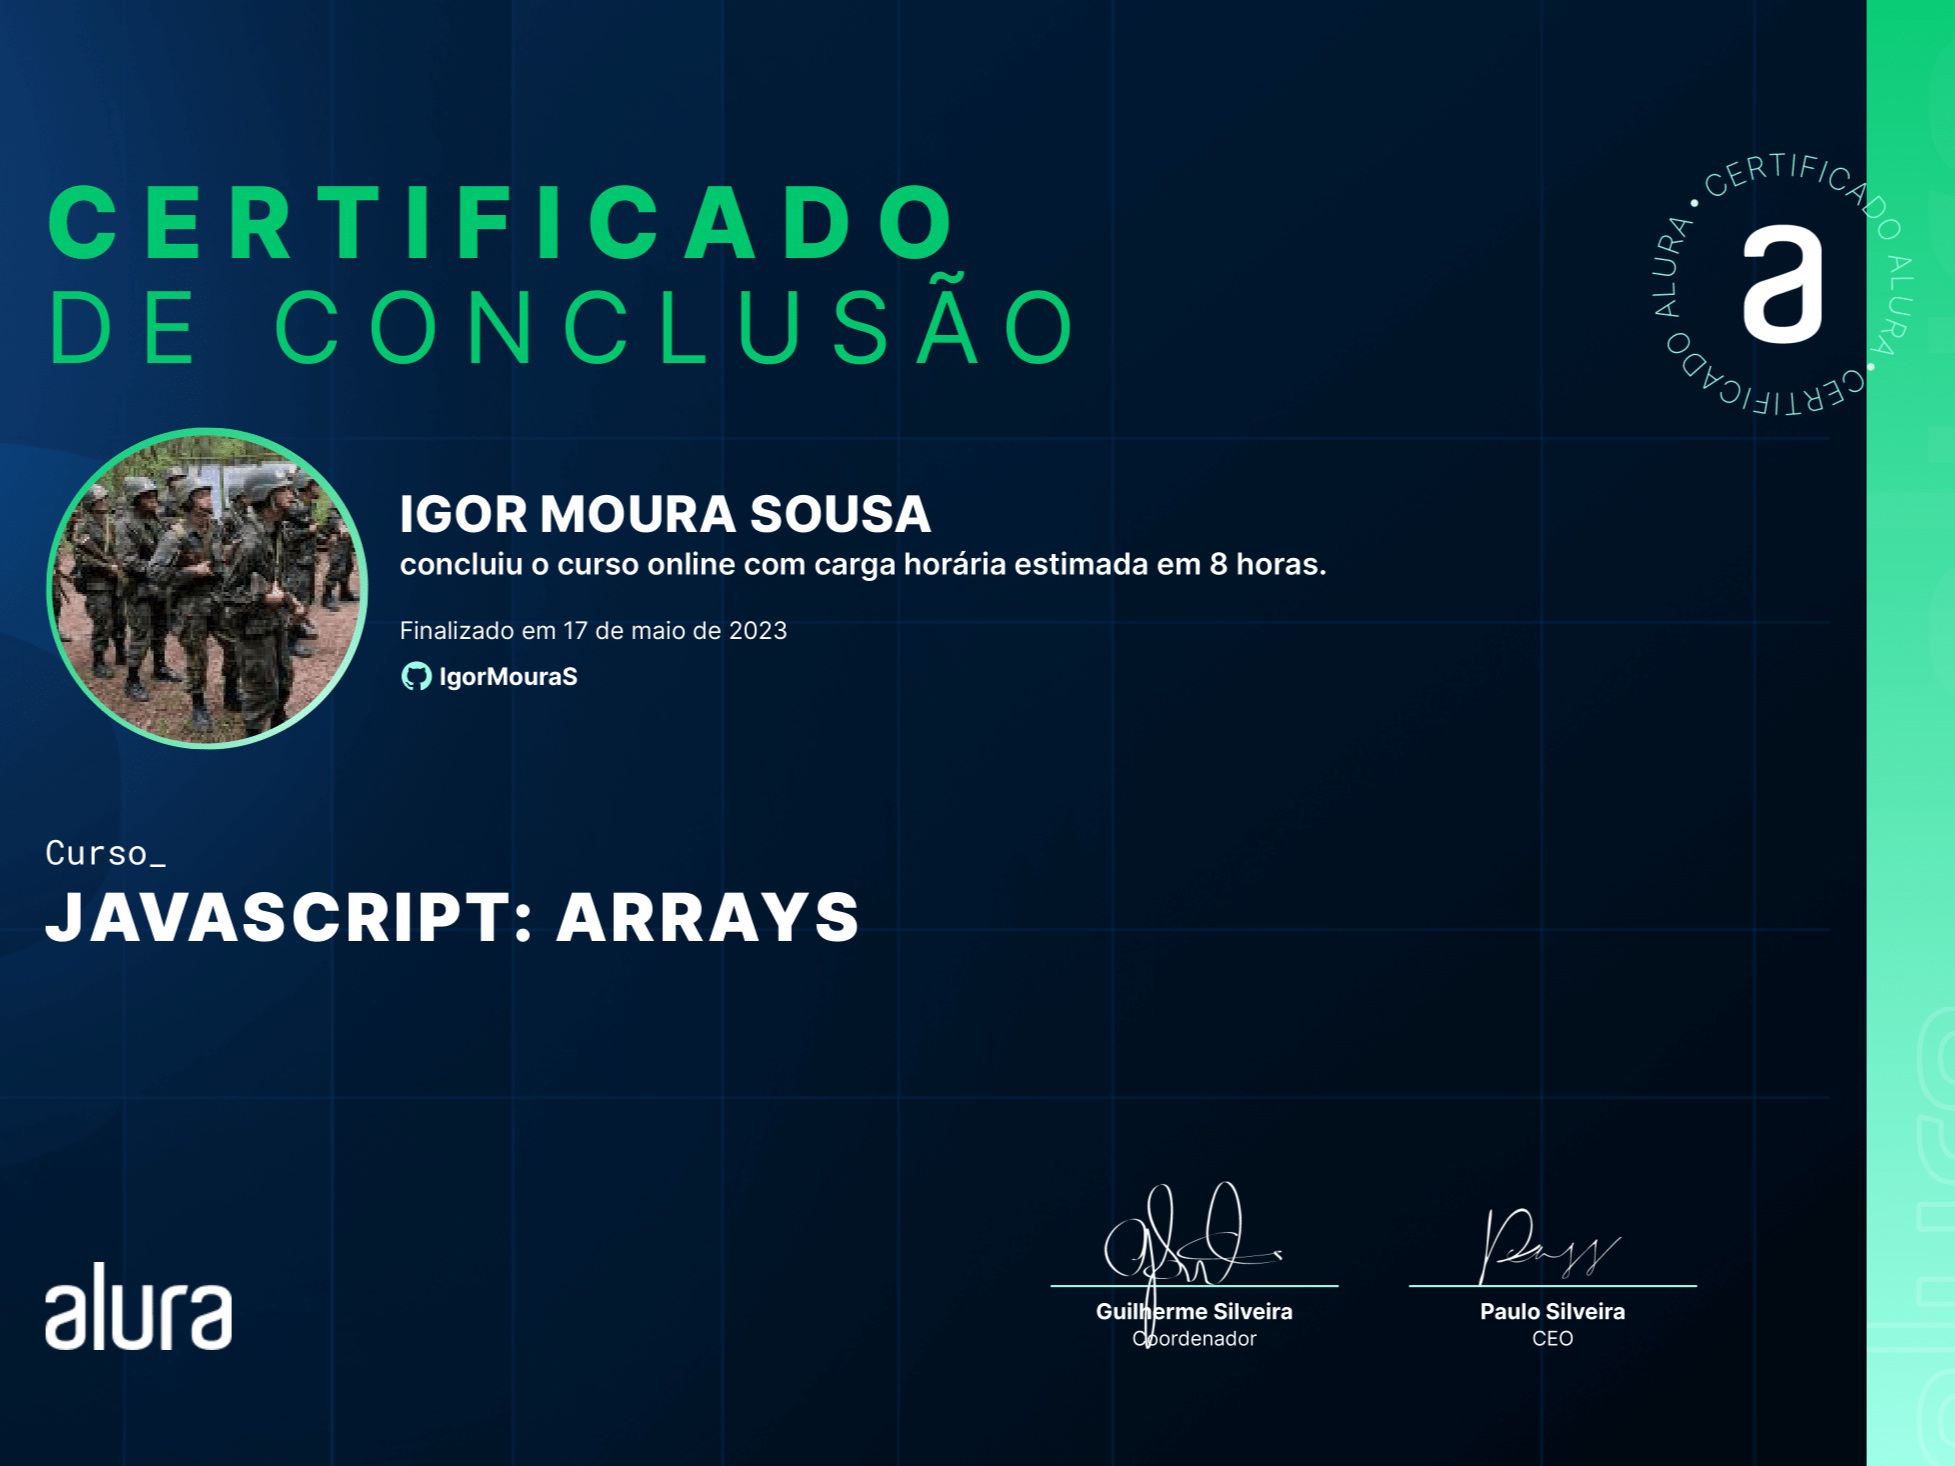 CERTIFICADO
DE CONCLUSÃO
CERTIFICADO ALURA • CERTIFICADO ALURA •
a
IGOR MOURA SOUSA
concluiu o curso online com carga horária estimada em 8 horas.
Finalizado em 17 de maio de 2023
IgorMouraS
Curso_
JAVASCRIPT: ARRAYS
alura
Guilherme Silveira
Coordenador
Paulo Silveira
CEO